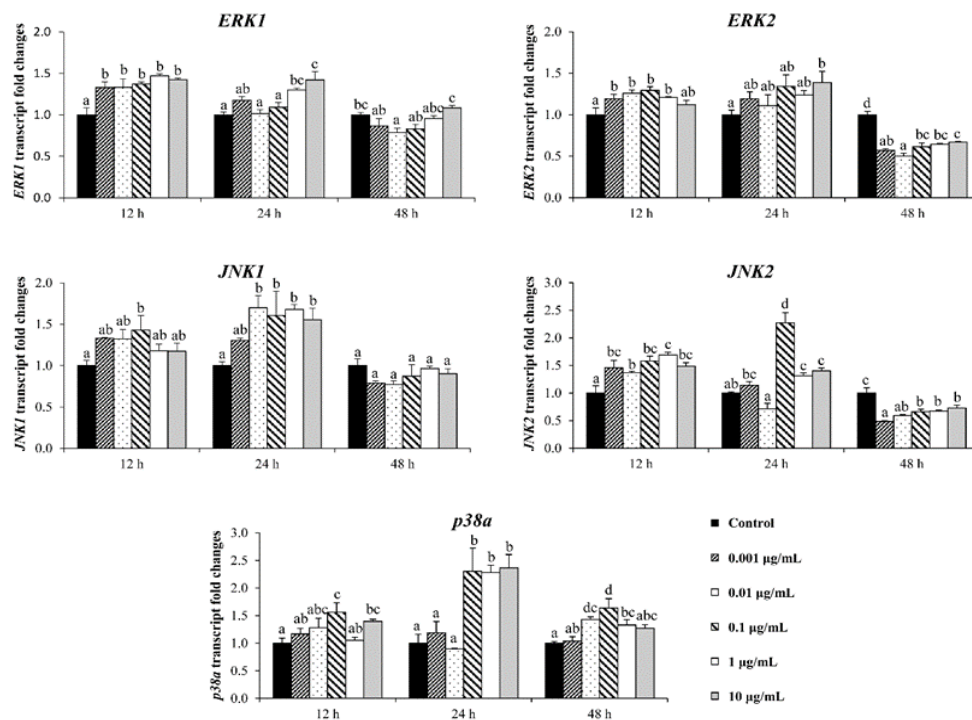 ERK1
ERK1 transcript fold changes
2.0
1.5
1.0
0.5
0.0
a b b b b b
a ab a ab bc c
bc ab a ab abc c
12 h 24 h 48 h
ERK2
ERK2 transcript fold changes
2.0
1.5
1.0
0.5
0.0
a b b b b ab
a ab ab ab ab b
d ab a bc bc c
12 h 24 h 48 h
JNK1
JNK1 transcript fold changes
2.0
1.5
1.0
0.5
0.0
a ab ab b ab ab
a ab b b b b
a a a a a a
12 h 24 h 48 h
JNK2
JNK2 transcript fold changes
3.0
2.5
2.0
1.5
1.0
0.5
0.0
a bc b bc c bc
ab bc a d c c
c a ab b b b
12 h 24 h 48 h
p38a
p38a transcript fold changes
3.0
2.5
2.0
1.5
1.0
0.5
0.0
a ab abc c ab bc
a a a b b b
a ab dc d bc abc
12 h 24 h 48 h
Control
0.001 µg/mL
0.01 µg/mL
0.1 µg/mL
1 µg/mL
10 µg/mL